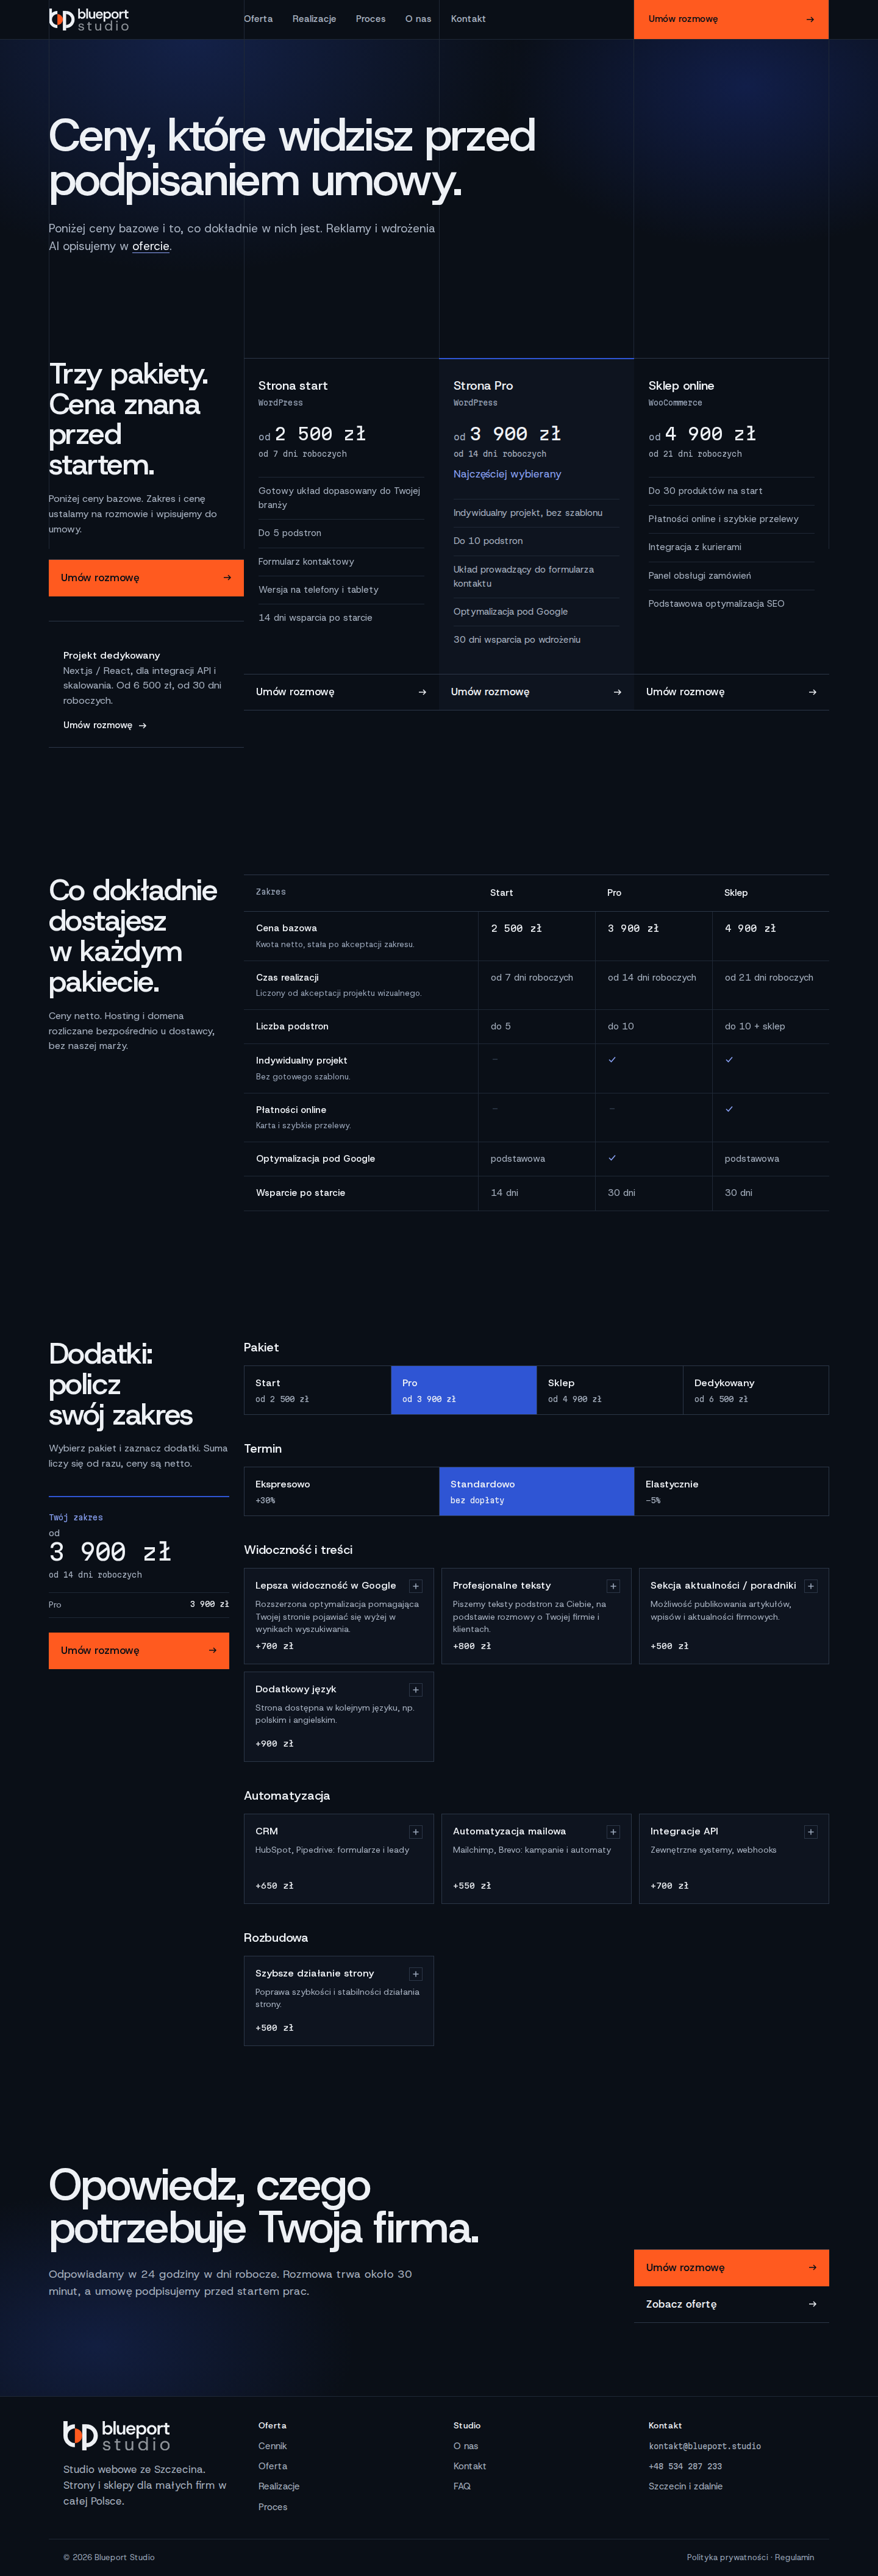 blueport
studio
Oferta
Realizacje
Proces
O nas
Kontakt
Umów rozmowę →
Ceny, które widzisz przed
podpisaniem umowy.
Poniżej ceny bazowe i to, co dokładnie w nich jest. Reklamy i wdrożenia
AI opisujemy w ofercie.
Trzy pakiety.
Cena znana
przed
startem.
Poniżej ceny bazowe. Zakres i cenę
ustalamy na rozmowie i wpisujemy do
umowy.
Umów rozmowę →
Projekt dedykowany
Next.js / React, dla integracji API i
skalowania. Od 6 500 zł, od 30 dni
roboczych.
Umów rozmowę →
Strona start
WordPress
od 2 500 zł
od 7 dni roboczych
Gotowy układ dopasowany do Twojej
branży
Do 5 podstron
Formularz kontaktowy
Wersja na telefony i tablety
14 dni wsparcia po starcie
Umów rozmowę →
Strona Pro
WordPress
od 3 900 zł
od 14 dni roboczych
Najczęściej wybierany
Indywidualny projekt, bez szablonu
Do 10 podstron
Układ prowadzący do formularza
kontaktu
Optymalizacja pod Google
30 dni wsparcia po wdrożeniu
Umów rozmowę →
Sklep online
WooCommerce
od 4 900 zł
od 21 dni roboczych
Do 30 produktów na start
Płatności online i szybkie przelewy
Integracja z kurierami
Panel obsługi zamówień
Podstawowa optymalizacja SEO
Umów rozmowę →
Co dokładnie
dostajesz
w każdym
pakiecie.
Ceny netto. Hosting i domena
rozliczane bezpośrednio u dostawcy,
bez naszej marży.
Zakres Start Pro Sklep
Cena bazowa 2 500 zł 3 900 zł 4 900 zł
Kwota netto, stała po akceptacji zakresu.
Czas realizacji od 7 dni roboczych od 14 dni roboczych od 21 dni roboczych
Liczony od akceptacji projektu wizualnego.
Liczba podstron do 5 do 10 do 10 + sklep
Indywidualny projekt – ✓ ✓
Bez gotowego szablonu.
Płatności online – – ✓
Karta i szybkie przelewy.
Optymalizacja pod Google podstawowa ✓ podstawowa
Wsparcie po starcie 14 dni 30 dni 30 dni
Dodatki:
policz
swój zakres
Wybierz pakiet i zaznacz dodatki. Suma
liczy się od razu, ceny są netto.
Twój zakres
od
3 900 zł
od 14 dni roboczych
Pro 3 900 zł
Umów rozmowę →
Pakiet
Start
od 2 500 zł
Pro
od 3 900 zł
Sklep
od 4 900 zł
Dedykowany
od 6 500 zł
Termin
Ekspresowo
+30%
Standardowo
bez dopłaty
Elastycznie
−5%
Widoczność i treści
Lepsza widoczność w Google +
Rozszerzona optymalizacja pomagająca
Twojej stronie pojawiać się wyżej w
wynikach wyszukiwania.
+700 zł
Profesjonalne teksty +
Piszemy teksty podstron za Ciebie, na
podstawie rozmowy o Twojej firmie i
klientach.
+800 zł
Sekcja aktualności / poradniki +
Możliwość publikowania artykułów,
wpisów i aktualności firmowych.
+500 zł
Dodatkowy język +
Strona dostępna w kolejnym języku, np.
polskim i angielskim.
+900 zł
Automatyzacja
CRM +
HubSpot, Pipedrive: formularze i leady
+650 zł
Automatyzacja mailowa +
Mailchimp, Brevo: kampanie i automaty
+550 zł
Integracje API +
Zewnętrzne systemy, webhooks
+700 zł
Rozbudowa
Szybsze działanie strony +
Poprawa szybkości i stabilności działania
strony.
+500 zł
Opowiedz, czego
potrzebuje Twoja firma.
Odpowiadamy w 24 godziny w dni robocze. Rozmowa trwa około 30
minut, a umowę podpisujemy przed startem prac.
Umów rozmowę →
Zobacz ofertę →
blueport
studio
Studio webowe ze Szczecina.
Strony i sklepy dla małych firm w
całej Polsce.
Oferta
Cennik
Oferta
Realizacje
Proces
Studio
O nas
Kontakt
FAQ
Kontakt
kontakt@blueport.studio
+48 534 287 233
Szczecin i zdalnie
© 2026 Blueport Studio
Polityka prywatności · Regulamin